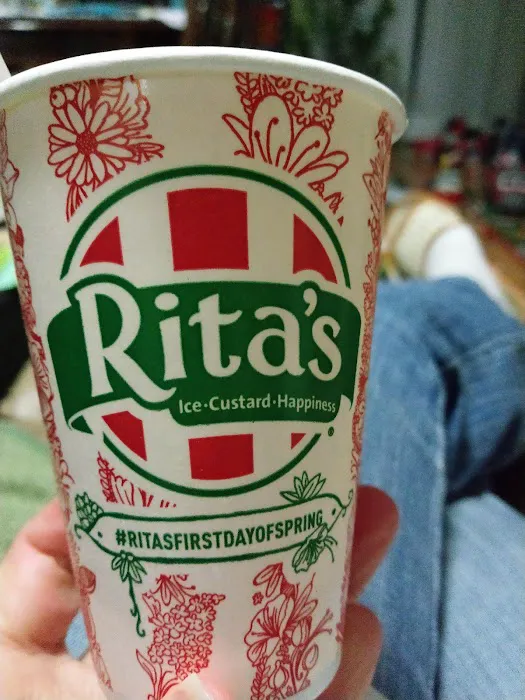 Rita's
Ice·Custard·Happiness
#RITASFIRSTDAYOFSPRING